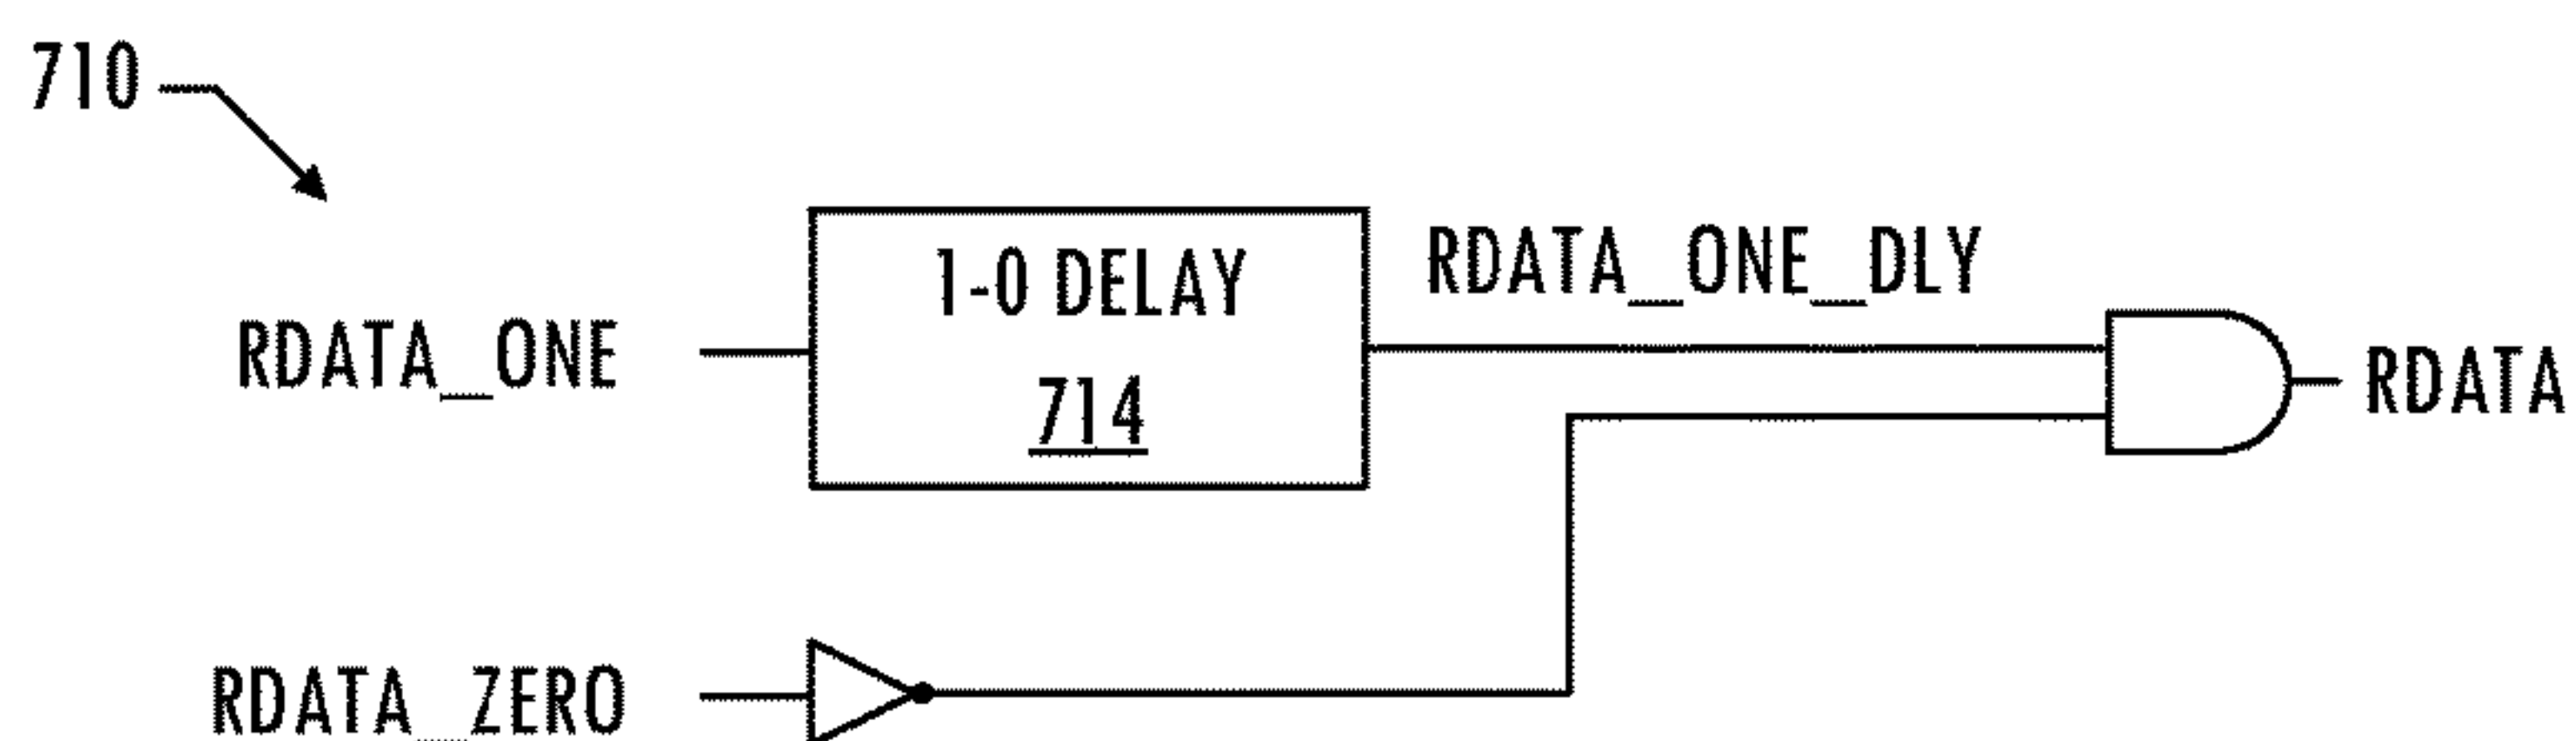 710
1-0 DELAY
714
RDATA_ONE_DLY
RDATA_ONE
RDATA
RDATA_ZERO